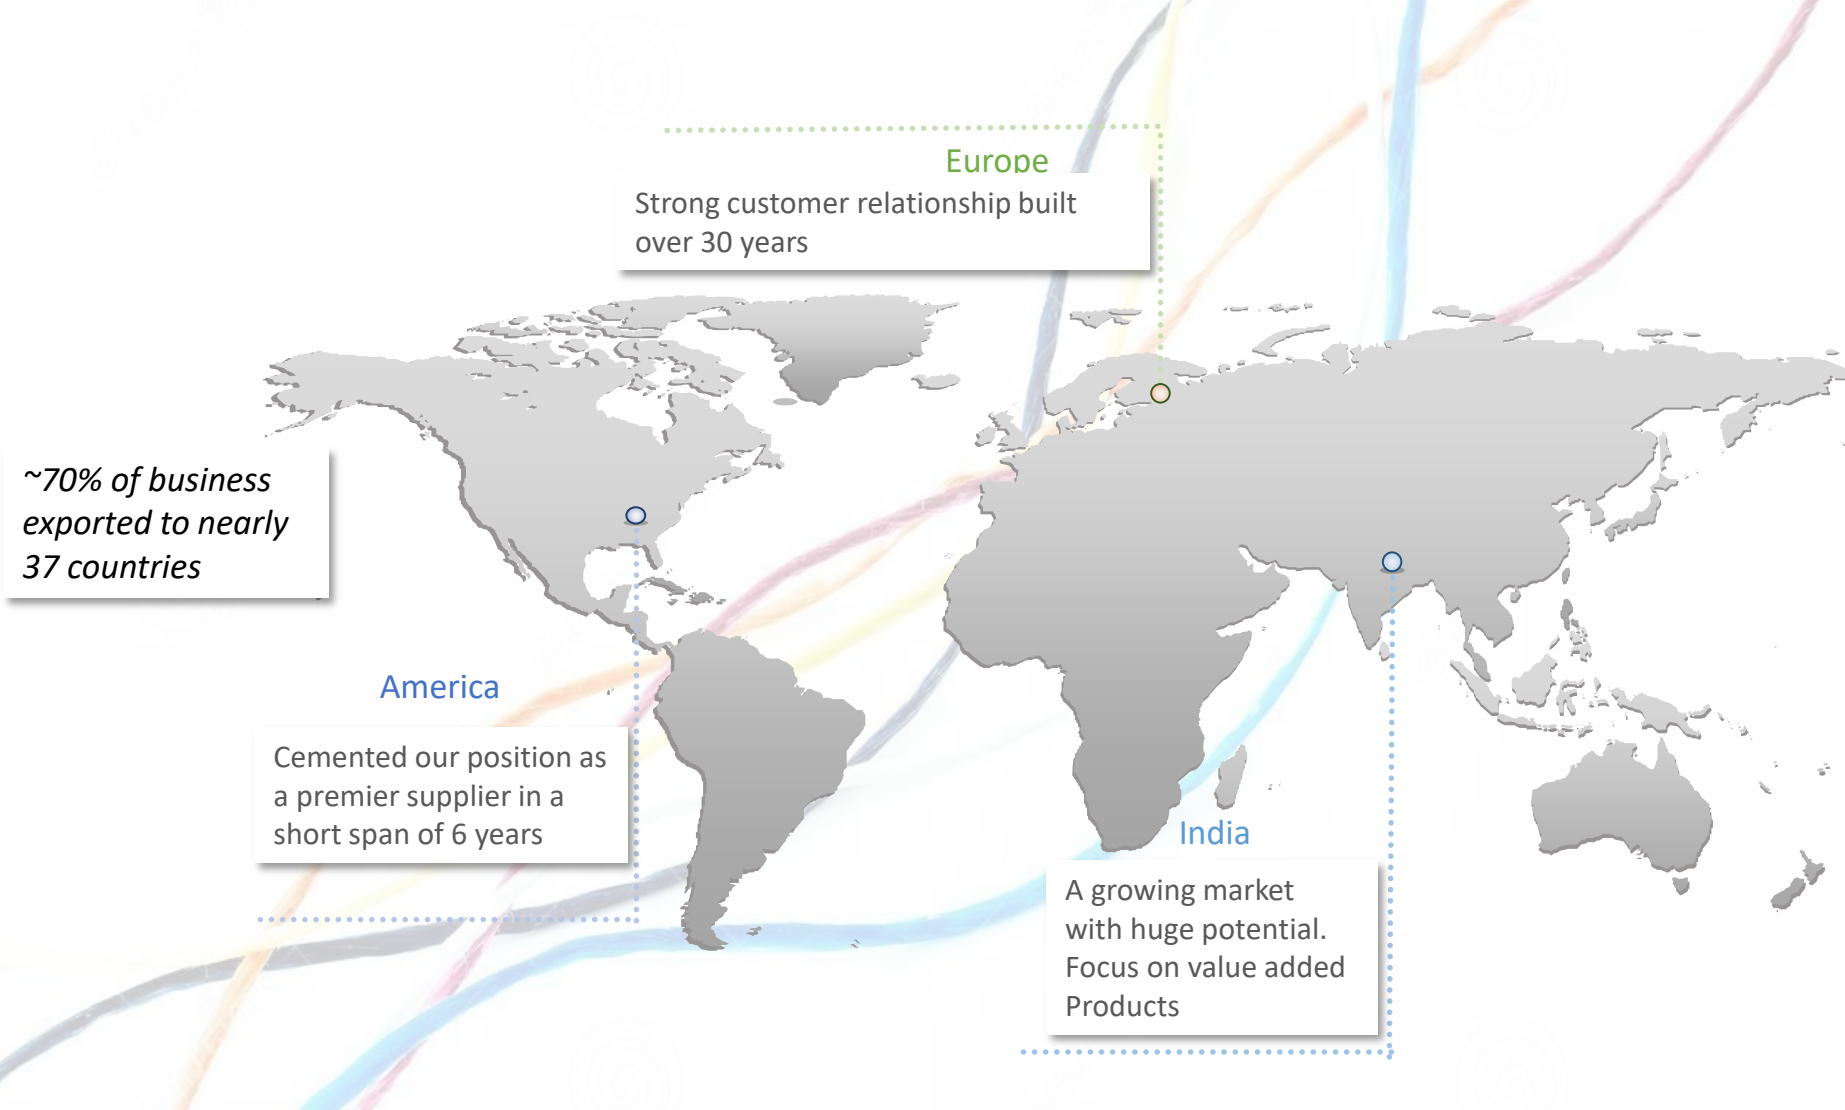 Europe
Strong customer relationship built
over 30 years
~70% of business
exported to nearly
37 countries
America
Cemented our position as
a premier supplier in a
short span of 6 years
India
A growing market
with huge potential.
Focus on value added
Products